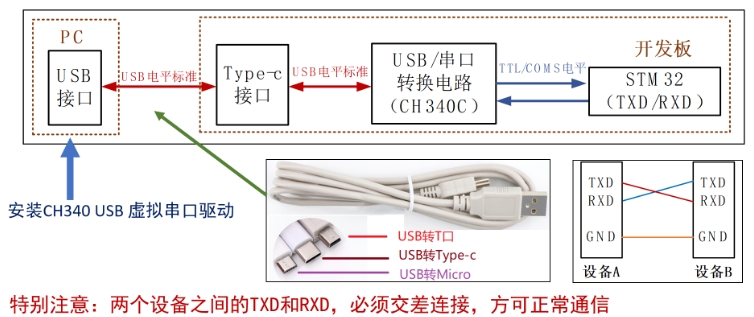 PC
开发板
USB
接口
USB电平标准
Type-c
接口
USB电平标准
USB/串口
转换电路
(CH340C)
TTL/COMS电平
STM32
(TXD/RXD)
安装CH340 USB 虚拟串口驱动
USB转T口
USB转Type-c
USB转Micro
TXD
RXD
GND
设备A
TXD
RXD
GND
设备B
特别注意：两个设备之间的TXD和RXD，必须交差连接，方可正常通信